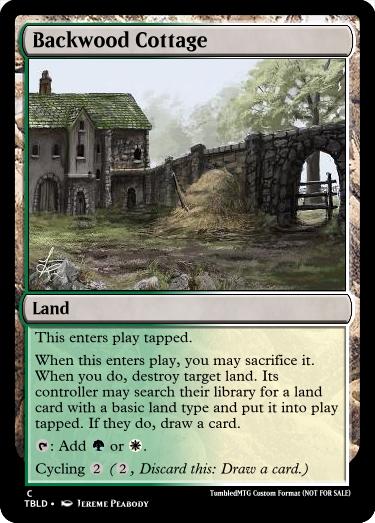 Backwood Cottage
Land
This enters play tapped.
When this enters play, you may sacrifice it.
When you do, destroy target land. Its
controller may search their library for a land
card with a basic land type and put it into play
tapped. If they do, draw a card.
: Add or .
Cycling 2 (2, Discard this: Draw a card.)
C
TBLD • Jereme Peabody
TumbledMTG Custom Format (NOT FOR SALE)